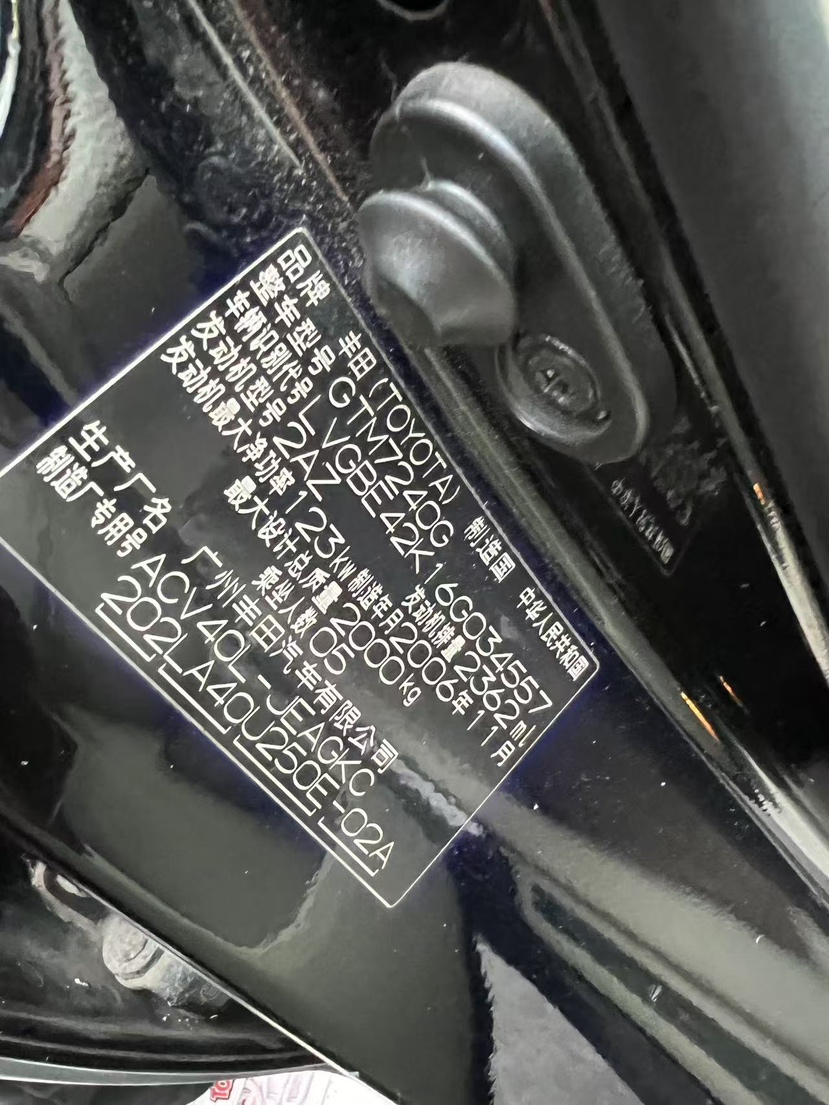 品牌 丰田(TOYOTA) 制造国 中华人民共和国
整车型号 GTM7240G
车辆识别代号 LVGBE42K16G034557
发动机型号 2AZ 发动机排量 2362ml
发动机最大净功率 123kw 制造年月 2006年11月
最大设计总质量 2000kg
乘坐人数 05
生产厂名 广州丰田汽车有限公司
制造厂专用号 ACV40L-JEAGKC
202LA40U250E-02A